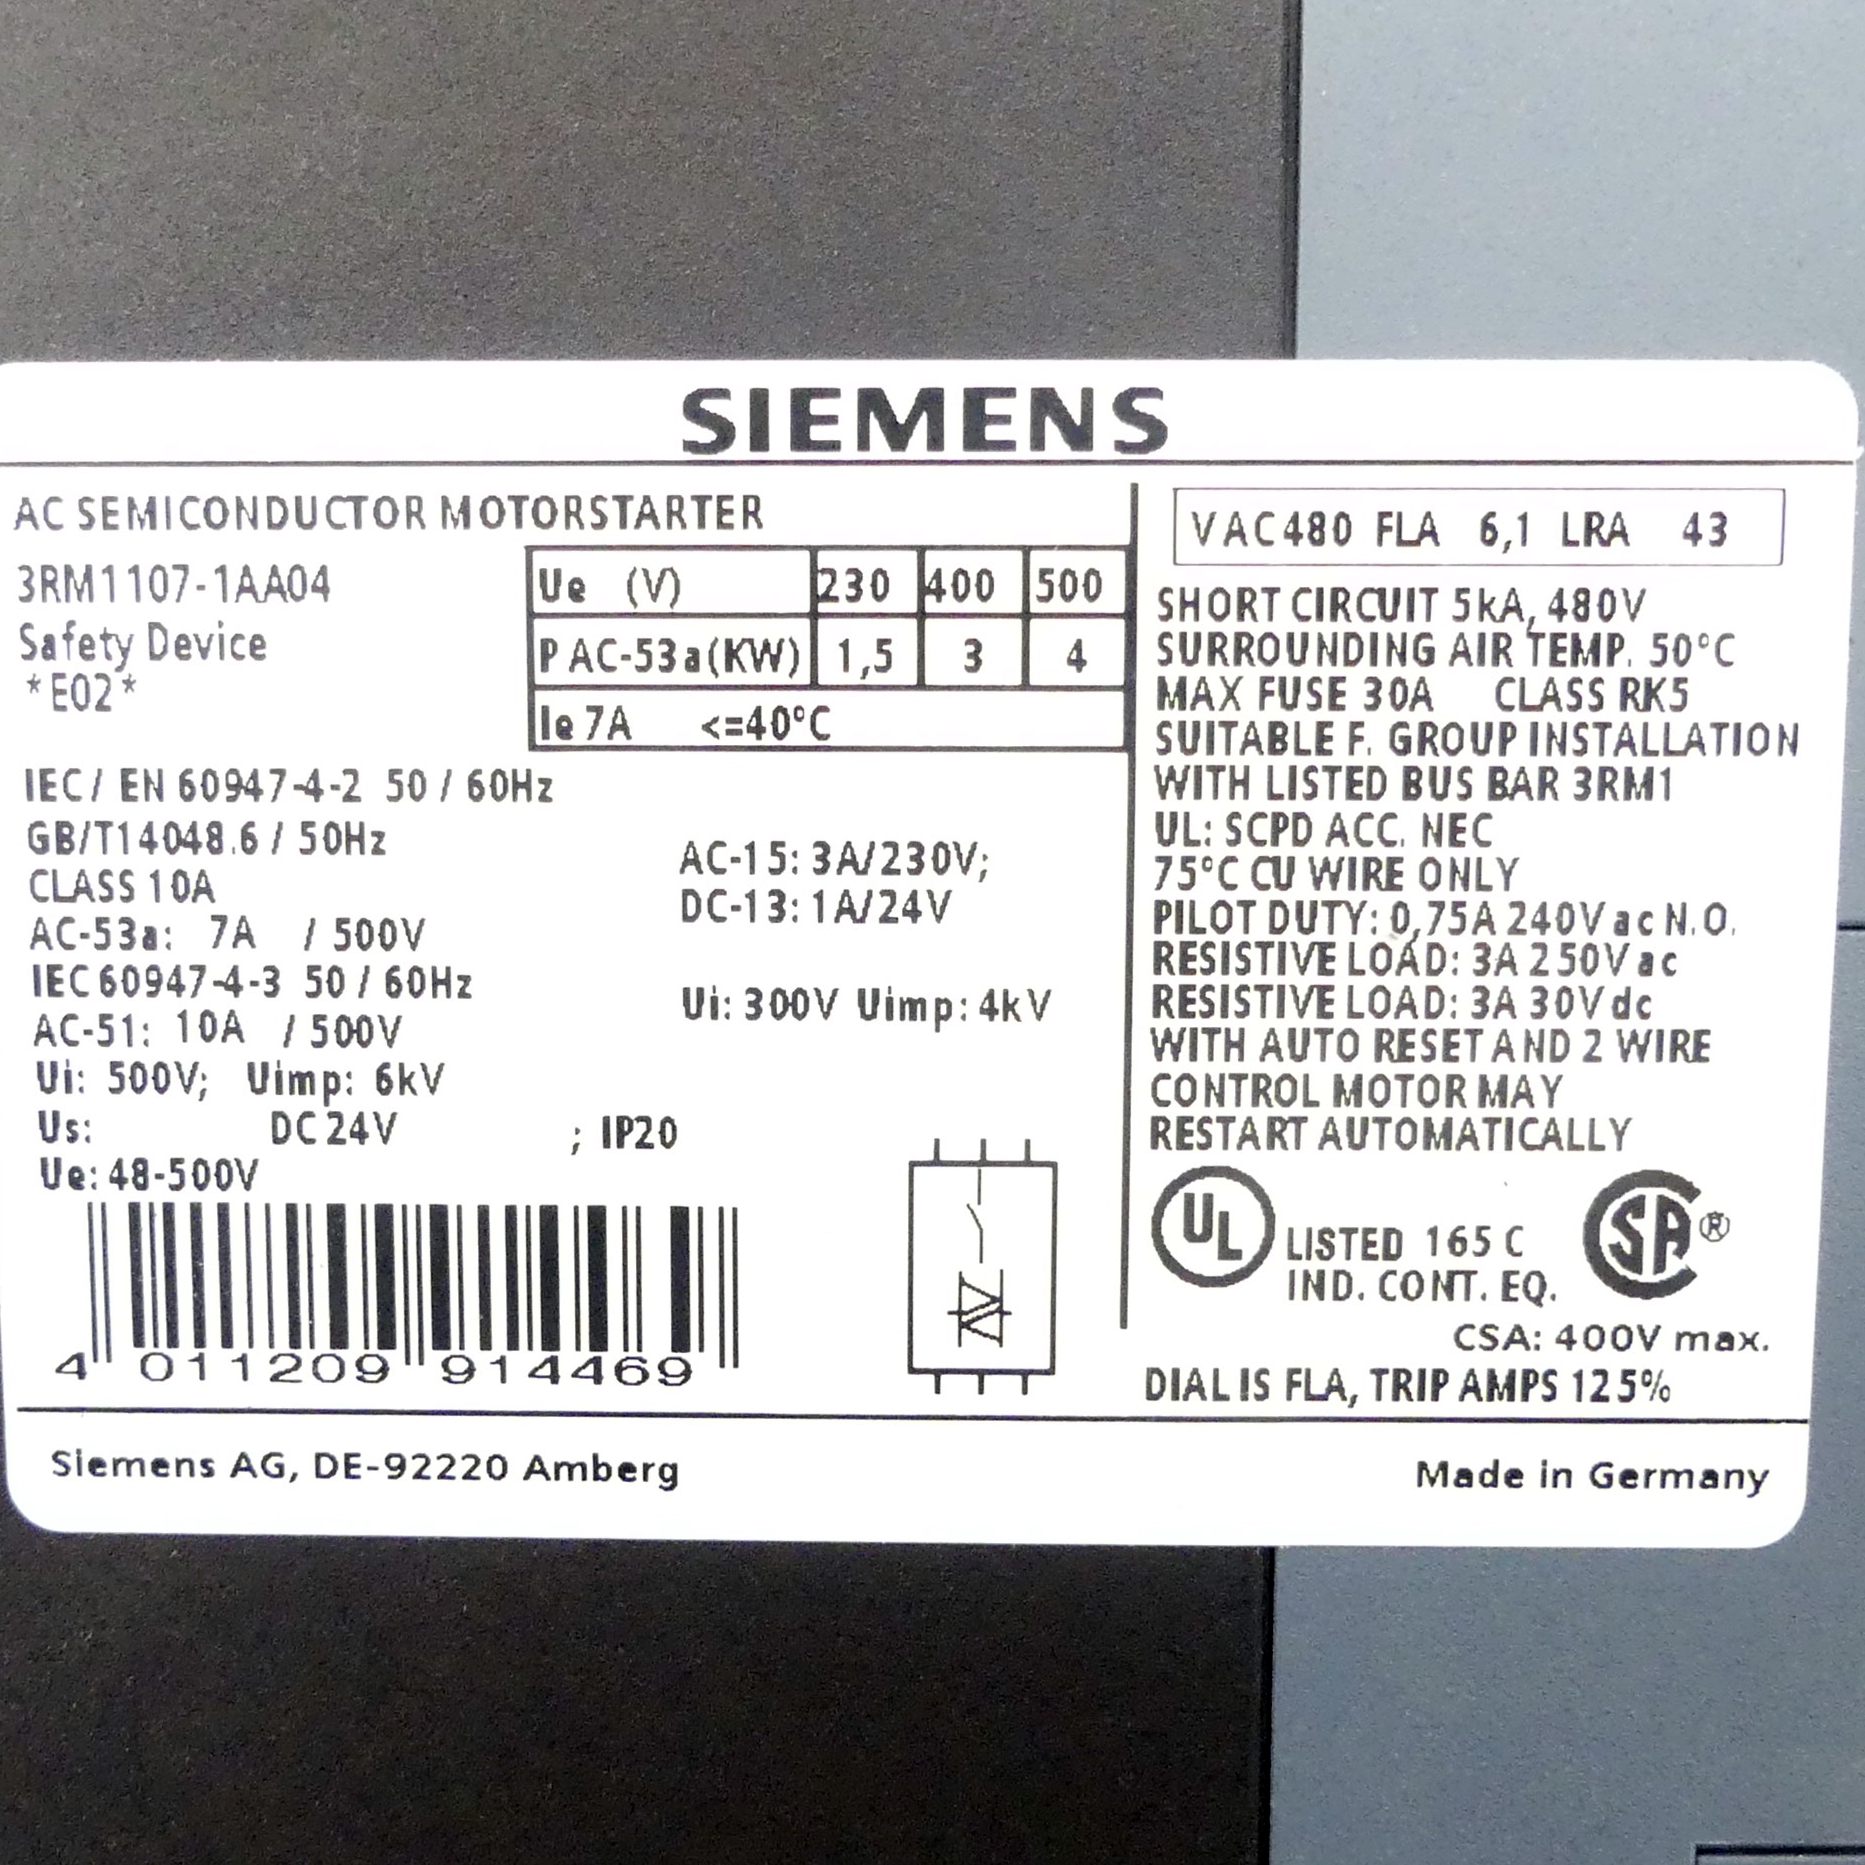 SIEMENS
AC SEMICONDUCTOR MOTORSTARTER
3RM1107-1AA04
Safety Device
*E02*
Ue (V) 230 400 500
P AC-53a(KW) 1,5 3 4
Ie 7A <=40°C
IEC/ EN 60947-4-2 50 / 60Hz
GB/T14048.6 / 50Hz
CLASS 10A
AC-53a: 7A / 500V
IEC 60947-4-3 50 / 60Hz
AC-51: 10A / 500V
Ui: 500V; Uimp: 6kV
Us: DC 24V ; IP20
Ue: 48-500V
AC-15: 3A/230V;
DC-13: 1A/24V
Ui: 300V Uimp: 4kV
4 011209 914469
VAC480 FLA 6,1 LRA 43
SHORT CIRCUIT 5kA, 480V
SURROUNDING AIR TEMP. 50°C
MAX FUSE 30A CLASS RK5
SUITABLE F. GROUP INSTALLATION
WITH LISTED BUS BAR 3RM1
UL: SCPD ACC. NEC
75°C CU WIRE ONLY
PILOT DUTY: 0,75A 240V ac N.O.
RESISTIVE LOAD: 3A 250V ac
RESISTIVE LOAD: 3A 30V dc
WITH AUTO RESET AND 2 WIRE
CONTROL MOTOR MAY
RESTART AUTOMATICALLY
UL LISTED 165 C SA ®
IND. CONT. EQ.
CSA: 400V max.
DIAL IS FLA, TRIP AMPS 125%
Siemens AG, DE-92220 Amberg
Made in Germany